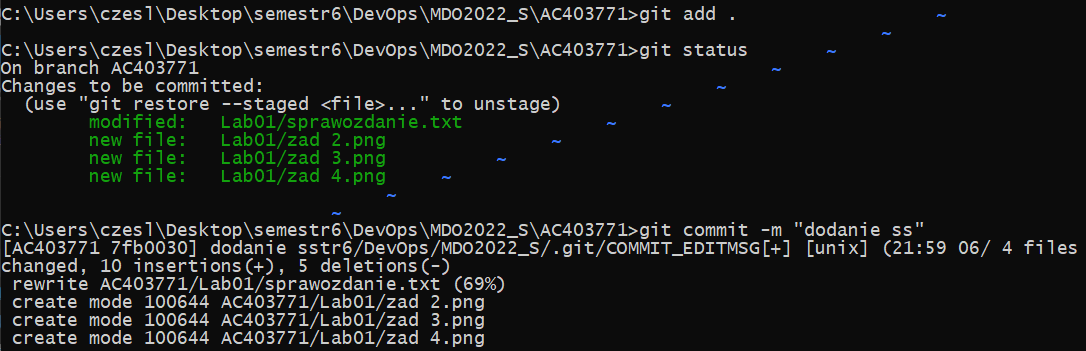 C:\Users\czesl\Desktop\semestr6\DevOps\MDO2022_S\AC403771>git add . ~
~
C:\Users\czesl\Desktop\semestr6\DevOps\MDO2022_S\AC403771>git status ~
On branch AC403771 ~
Changes to be committed: ~
(use "git restore --staged <file>..." to unstage) ~
modified: Lab01/sprawozdanie.txt ~
new file: Lab01/zad 2.png ~
new file: Lab01/zad 3.png ~
new file: Lab01/zad 4.png ~
~
~
C:\Users\czesl\Desktop\semestr6\DevOps\MDO2022_S\AC403771>git commit -m "dodanie ss"
[AC403771 7fb0030] dodanie sstr6/DevOps/MDO2022_S/.git/COMMIT_EDITMSG[+] [unix] (21:59 06/ 4 files
changed, 10 insertions(+), 5 deletions(-)
rewrite AC403771/Lab01/sprawozdanie.txt (69%)
create mode 100644 AC403771/Lab01/zad 2.png
create mode 100644 AC403771/Lab01/zad 3.png
create mode 100644 AC403771/Lab01/zad 4.png